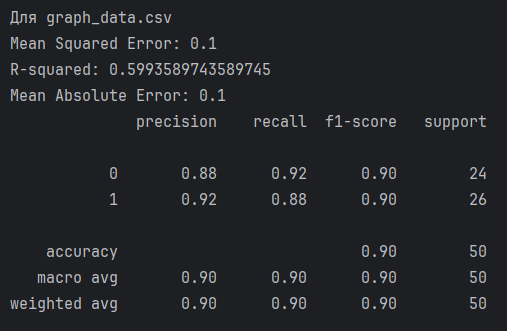 Для graph_data.csv
Mean Squared Error: 0.1
R-squared: 0.5993589743589745
Mean Absolute Error: 0.1
precision recall f1-score support
0 0.88 0.92 0.90 24
1 0.92 0.88 0.90 26
accuracy 0.90 50
macro avg 0.90 0.90 0.90 50
weighted avg 0.90 0.90 0.90 50